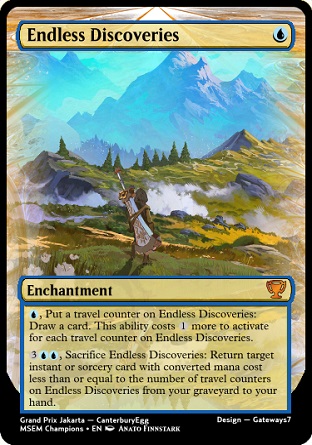 Endless Discoveries
Enchantment
, Put a travel counter on Endless Discoveries:
Draw a card. This ability costs 1 more to activate
for each travel counter on Endless Discoveries.
3 , Sacrifice Endless Discoveries: Return target
instant or sorcery card with converted mana cost
less than or equal to the number of travel counters
on Endless Discoveries from your graveyard to your
hand.
Grand Prix Jakarta — CanterburyEgg Design — Gateways7
MSEM Champions • EN Anato Finnstark